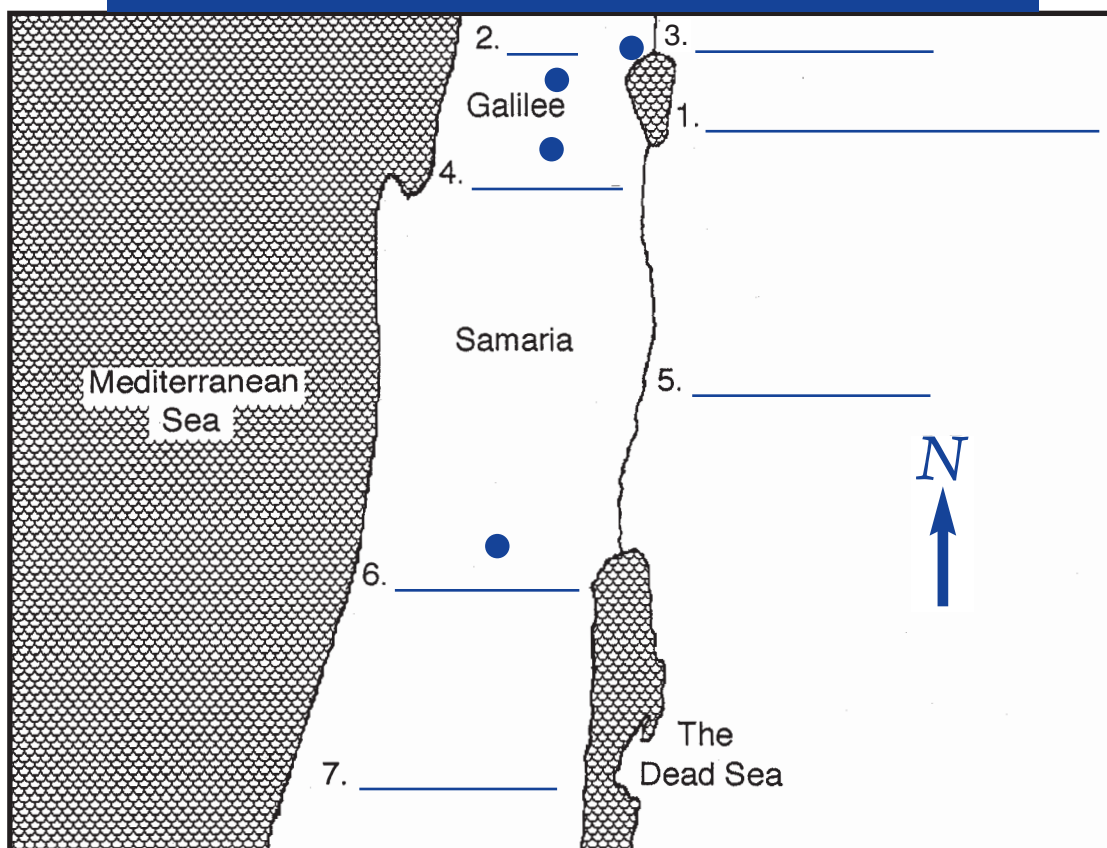 2.
3.
Galilee
1.
4.
Samaria
Mediterranean
Sea
5.
N
6.
The
Dead Sea
7.